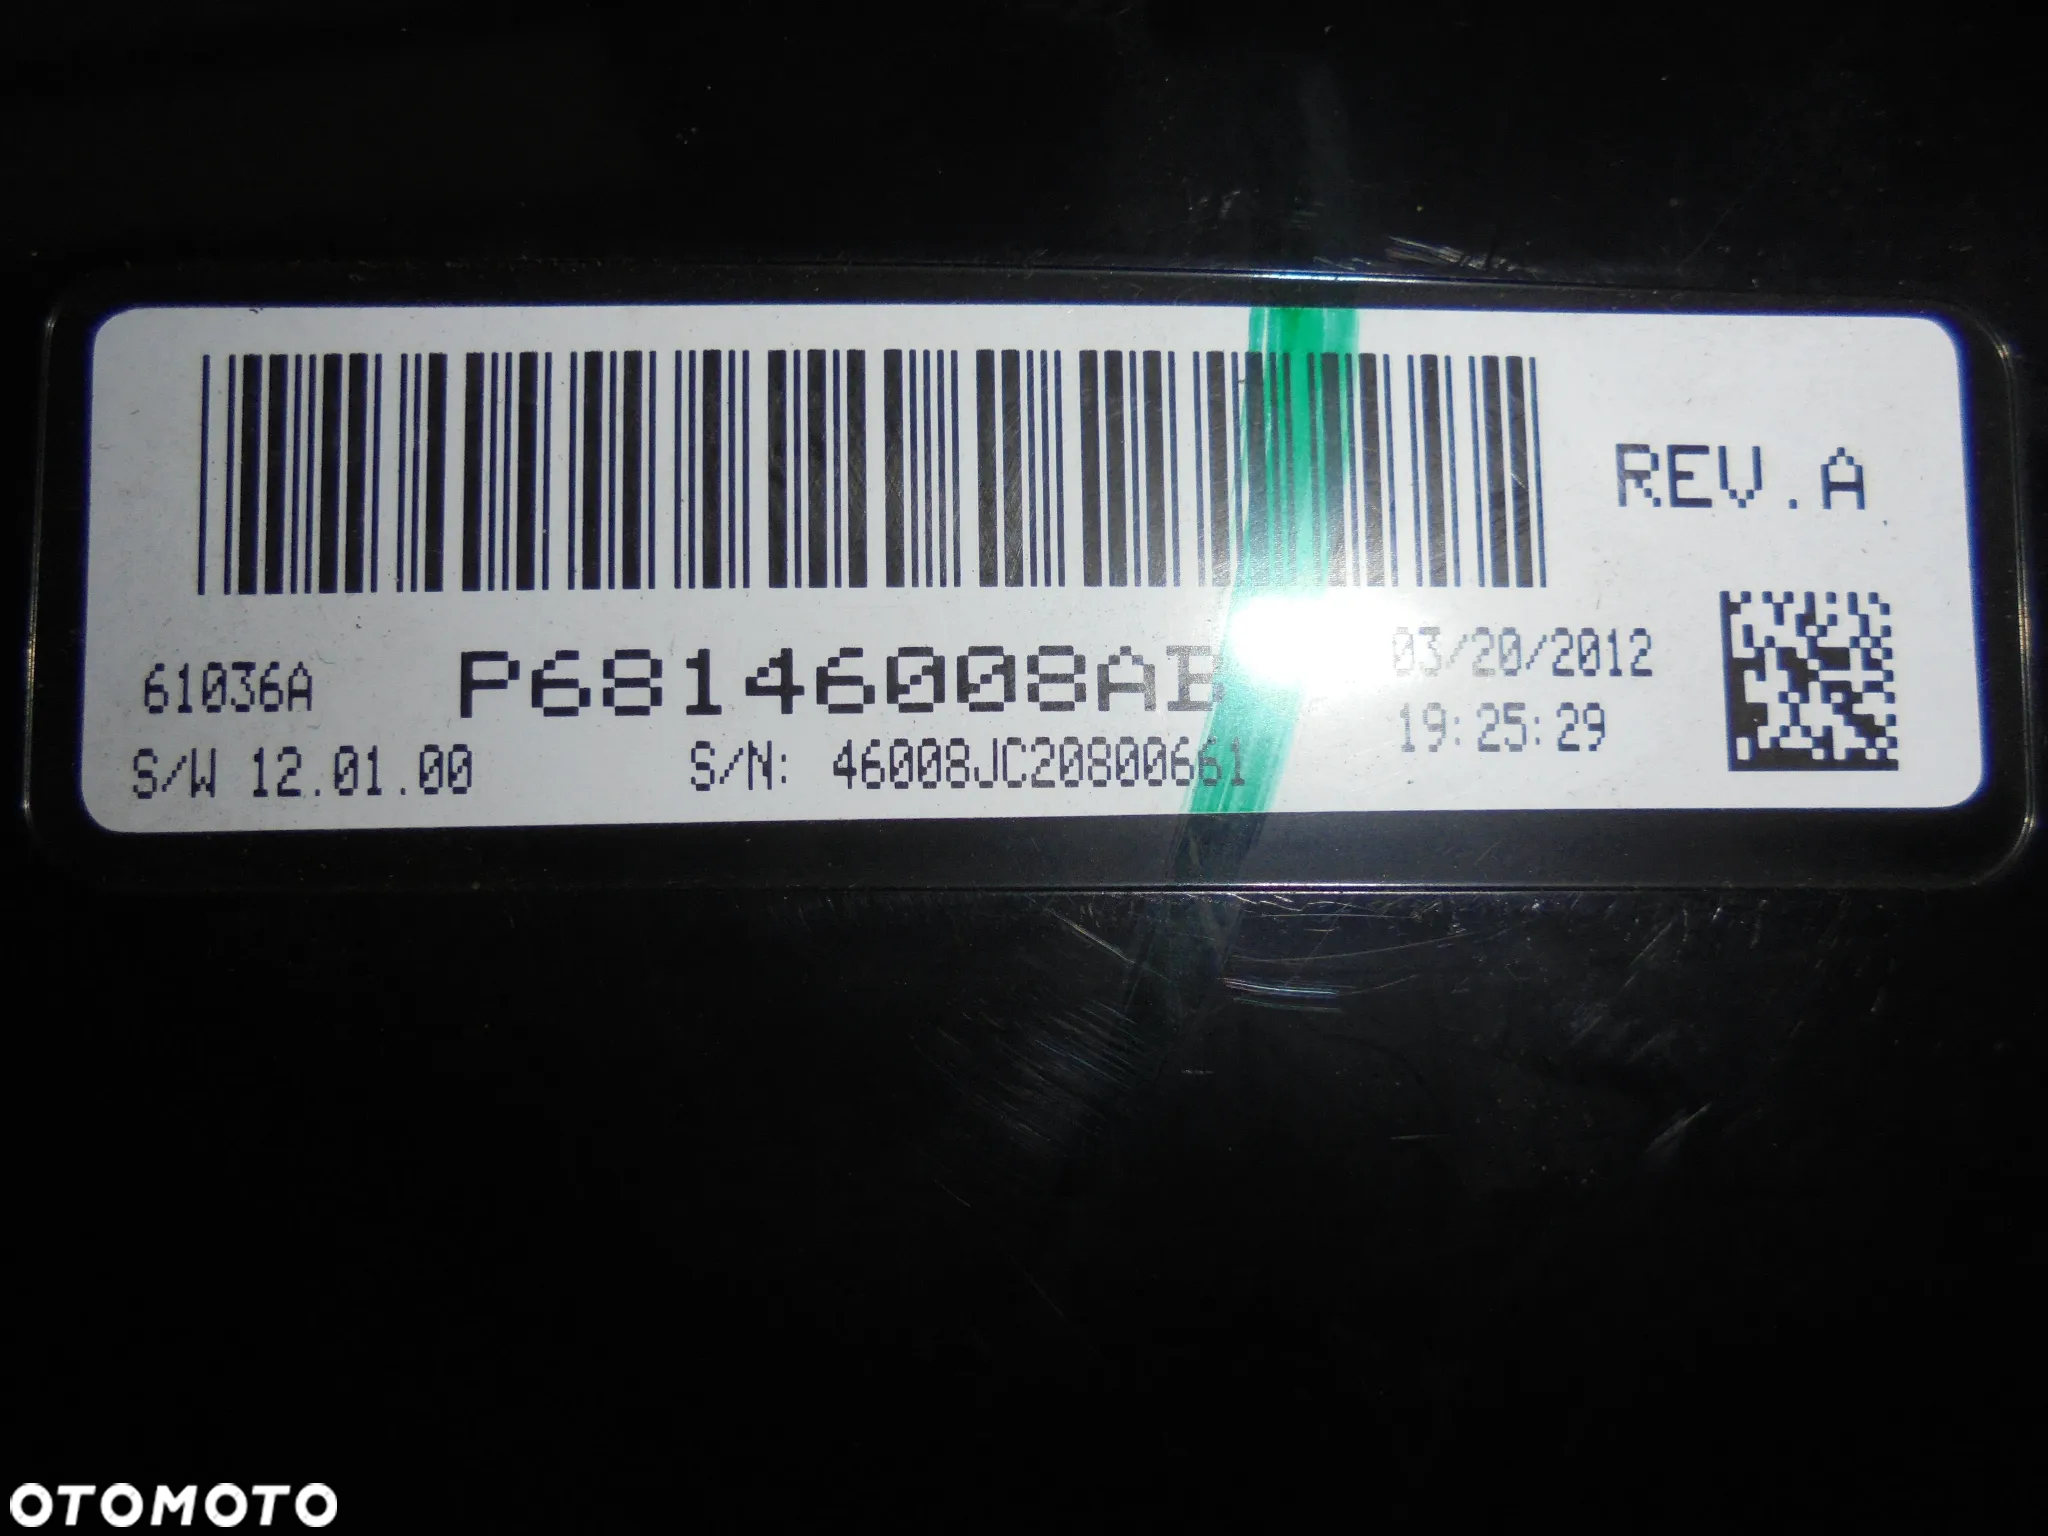 REV.A
61036A P68146008AB 03/20/2012
19:25:29
S/W 12.01.00 S/N: 46008JC20800661
OTOMOTO